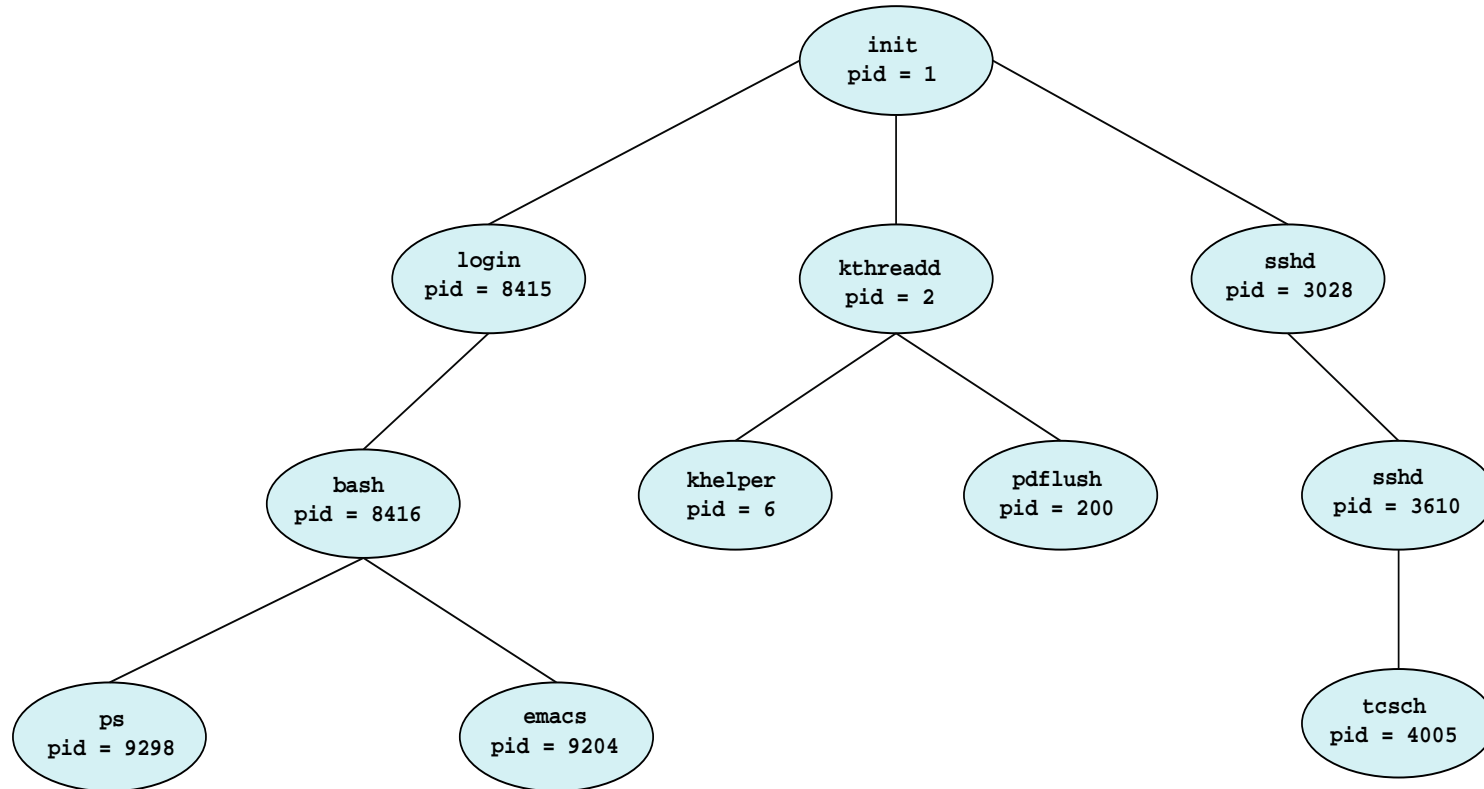 init
pid = 1
login
pid = 8415
kthreadd
pid = 2
sshd
pid = 3028
bash
pid = 8416
khelper
pid = 6
pdflush
pid = 200
sshd
pid = 3610
ps
pid = 9298
emacs
pid = 9204
tcsch
pid = 4005